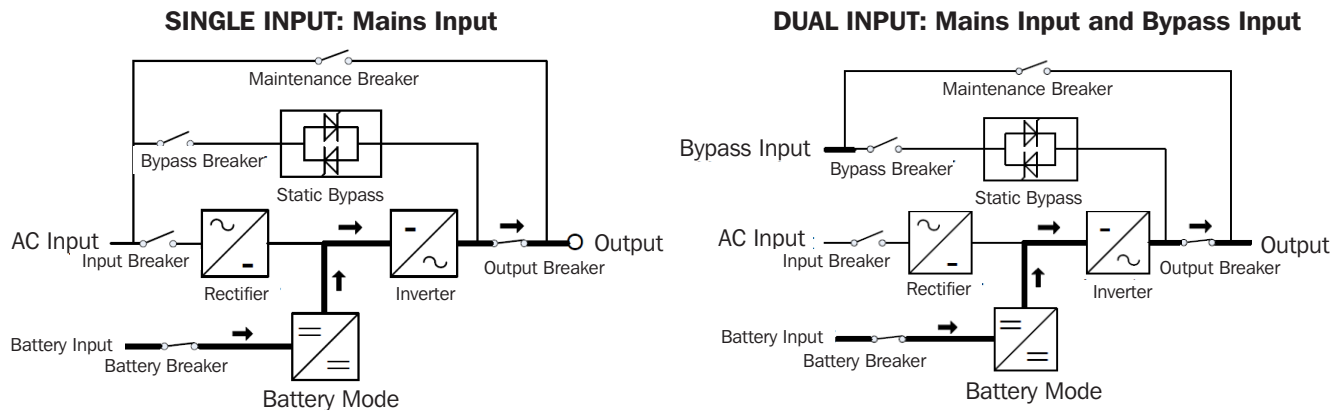 SINGLE INPUT: Mains Input
Maintenance Breaker
Bypass Breaker
Static Bypass
AC Input
Input Breaker
Rectifier
Inverter
Output Breaker
Output
Battery Input
Battery Breaker
Battery Mode
DUAL INPUT: Mains Input and Bypass Input
Maintenance Breaker
Bypass Input
Bypass Breaker
Static Bypass
AC Input
Input Breaker
Rectifier
Inverter
Output Breaker
Output
Battery Input
Battery Breaker
Battery Mode